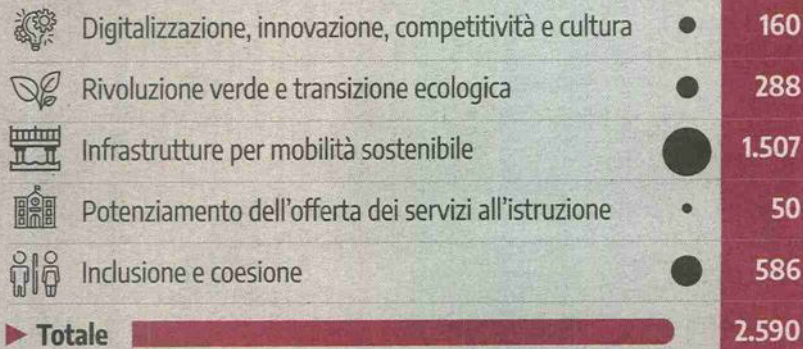 Digitalizzazione, innovazione, competitività e cultura 160
Rivoluzione verde e transizione ecologica 288
Infrastrutture per mobilità sostenibile 1.507
Potenziamento dell'offerta dei servizi all'istruzione 50
Inclusione e coesione 586
Totale 2.590